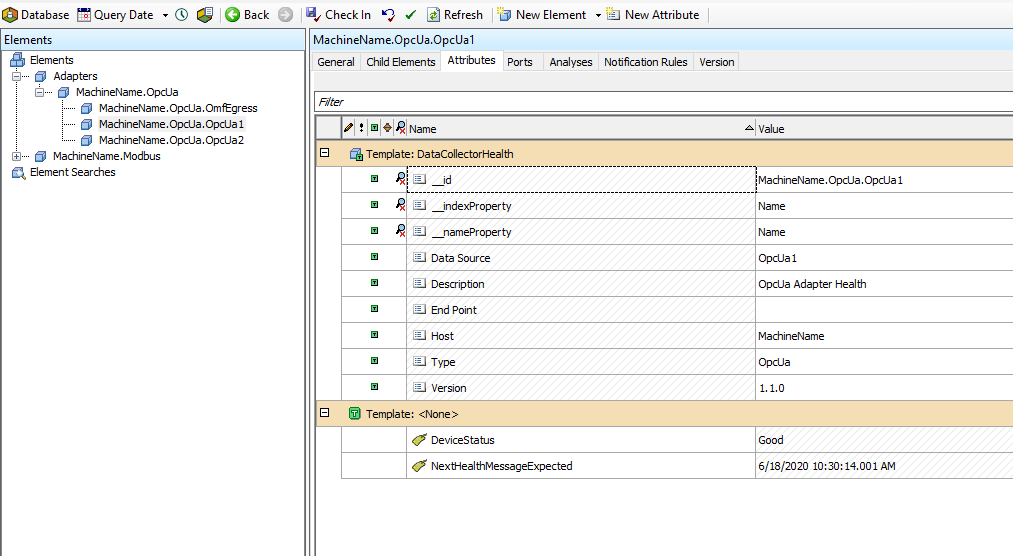 Database Query Date Back Check In Refresh New Element New Attribute
Elements
Elements
Adapters
MachineName.OpcUa
MachineName.OpcUa.OmfEgress
MachineName.OpcUa.OpcUa1
MachineName.OpcUa.OpcUa2
MachineName.Modbus
Element Searches
MachineName.OpcUa.OpcUa1
General Child Elements Attributes Ports Analyses Notification Rules Version
Filter
Name Value
Template: DataCollectorHealth
__id MachineName.OpcUa.OpcUa1
__indexProperty Name
__nameProperty Name
Data Source OpcUa1
Description OpcUa Adapter Health
End Point
Host MachineName
Type OpcUa
Version 1.1.0
Template: <None>
DeviceStatus Good
NextHealthMessageExpected 6/18/2020 10:30:14.001 AM